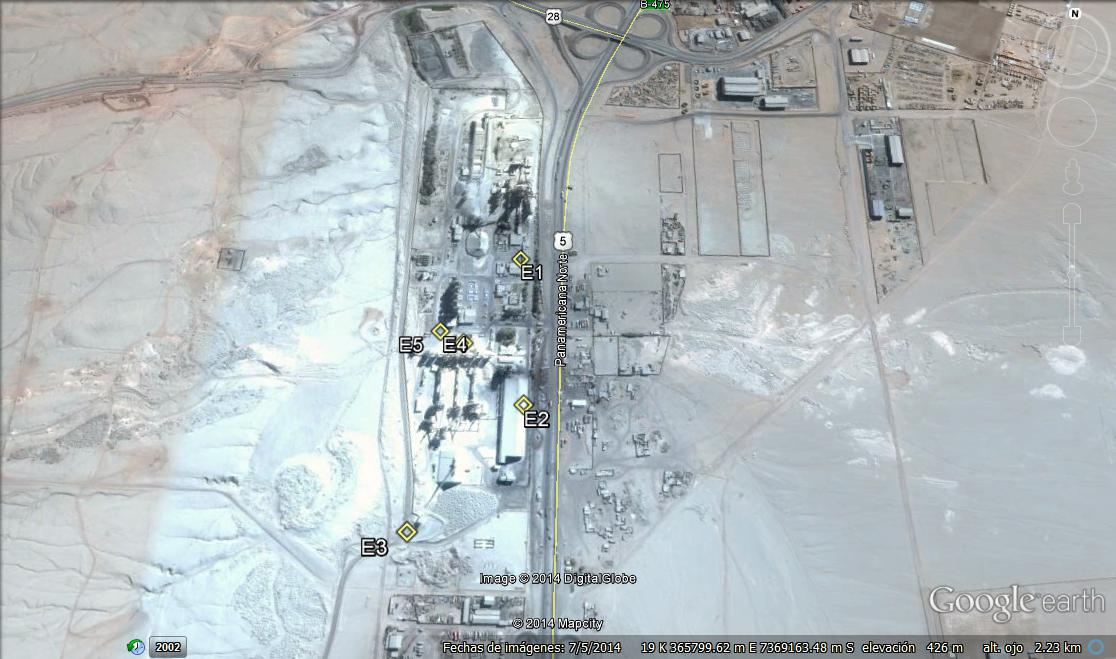 28
B-475
N
5
E1
Panamericana Norte
E5
E4
E2
E3
Image © 2014 DigitalGlobe
Google earth
© 2014 Mapcity
2002
Fechas de imágenes: 7/5/2014 19 K 365799.62 m E 7369163.48 m S elevación 426 m alt. ojo 2.23 km